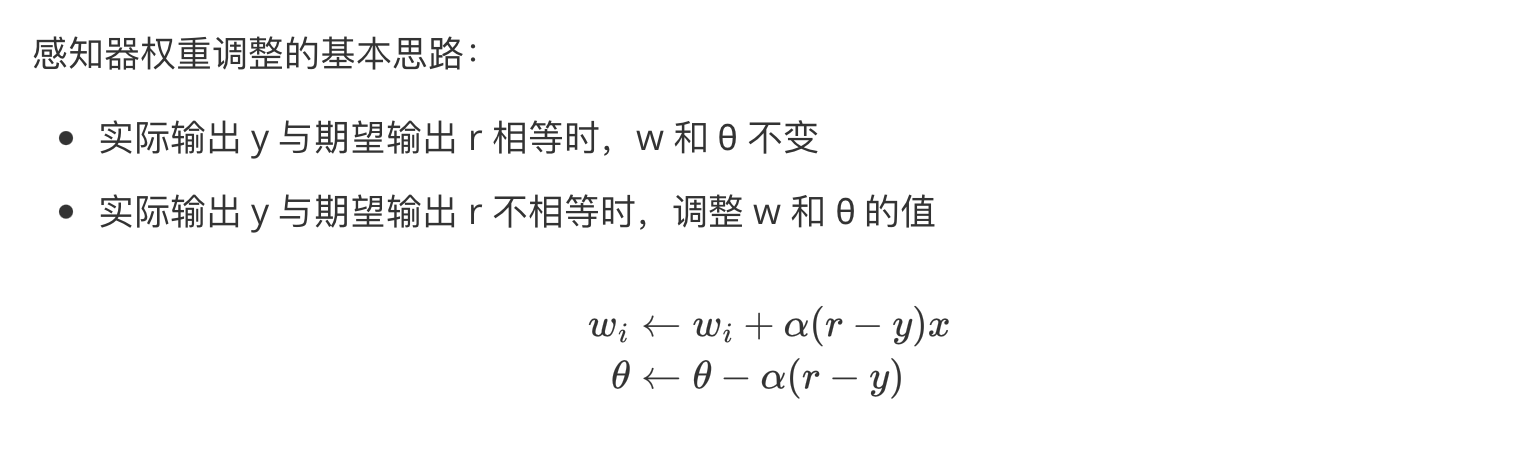 感知器权重调整的基本思路：
• 实际输出 y 与期望输出 r 相等时，w 和 θ 不变
• 实际输出 y 与期望输出 r 不相等时，调整 w 和 θ 的值
wᵢ ← wᵢ + α(r − y)x
θ ← θ − α(r − y)